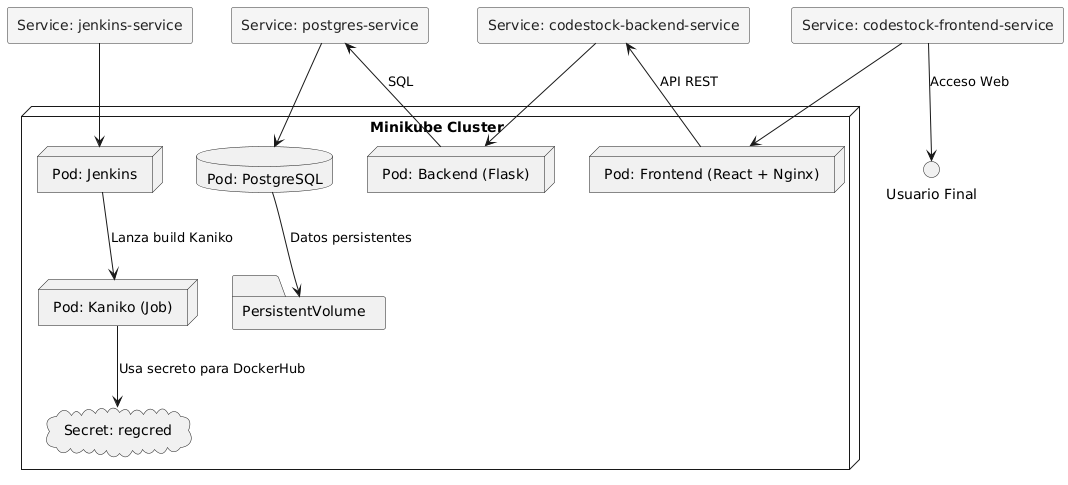 Service: jenkins-service
Service: postgres-service
Service: codestock-backend-service
Service: codestock-frontend-service
SQL
API REST
Acceso Web
Minikube Cluster
Pod: Jenkins
Pod: PostgreSQL
Pod: Backend (Flask)
Pod: Frontend (React + Nginx)
Usuario Final
Lanza build Kaniko
Datos persistentes
Pod: Kaniko (Job)
PersistentVolume
Usa secreto para DockerHub
Secret: regcred